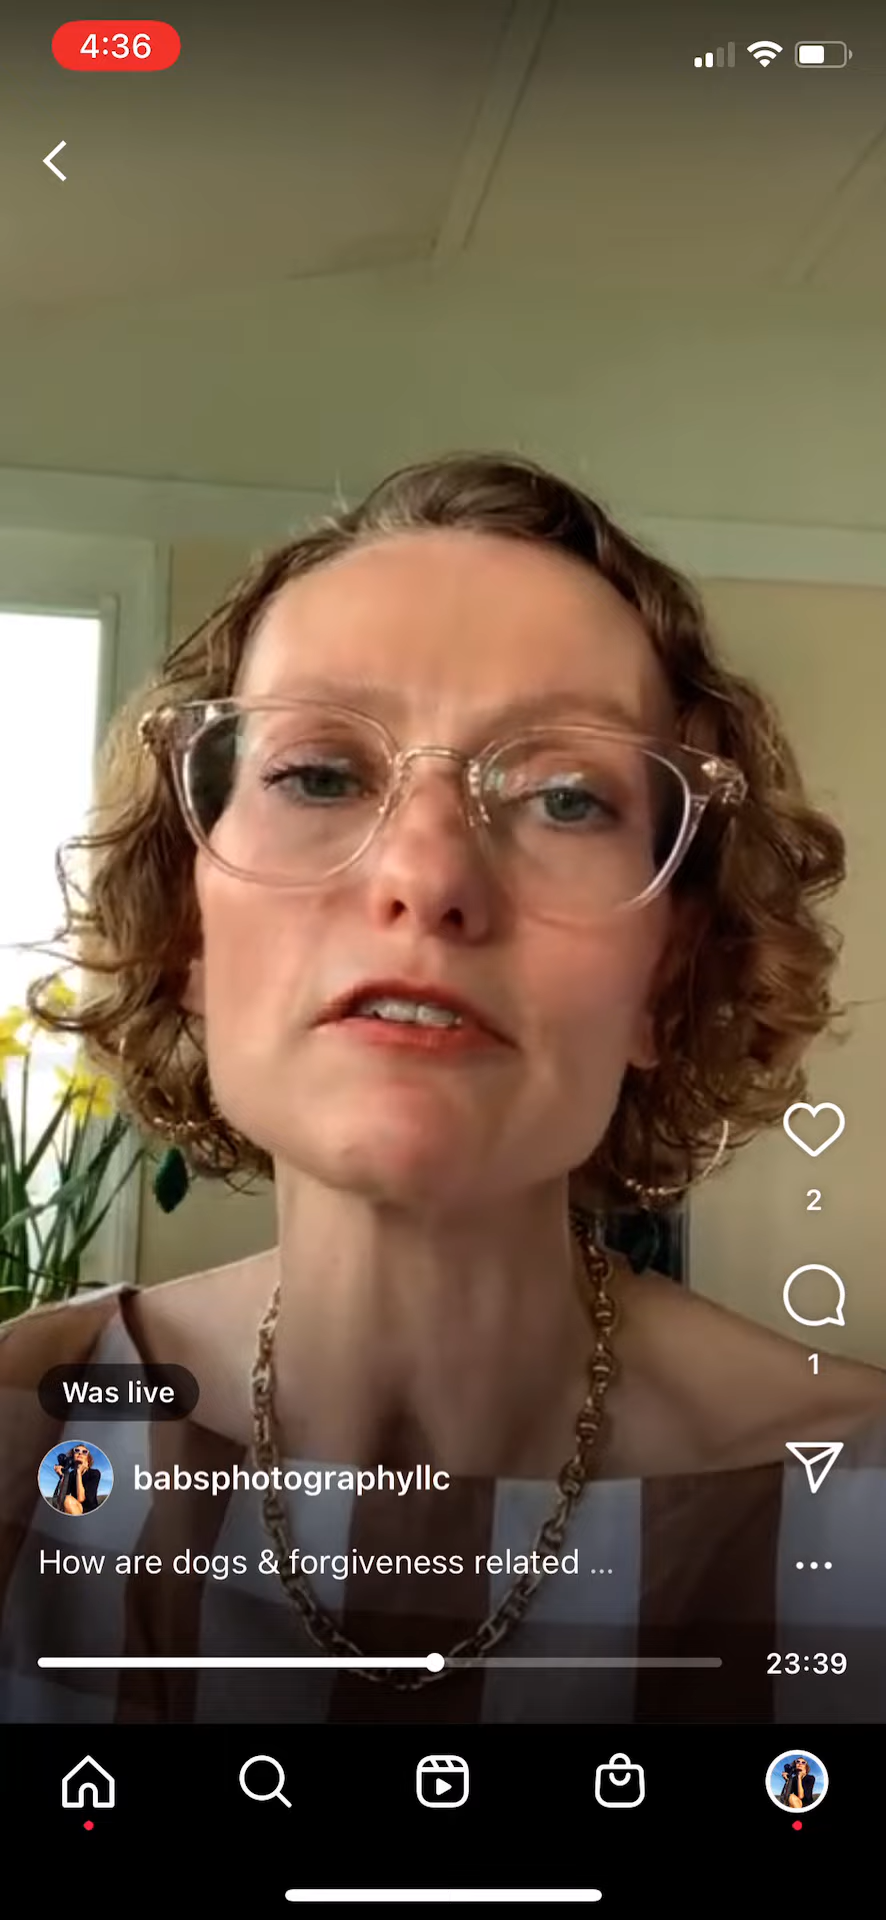 4:36
2
1
Was live
babsphotographyllc
How are dogs & forgiveness related ...
23:39